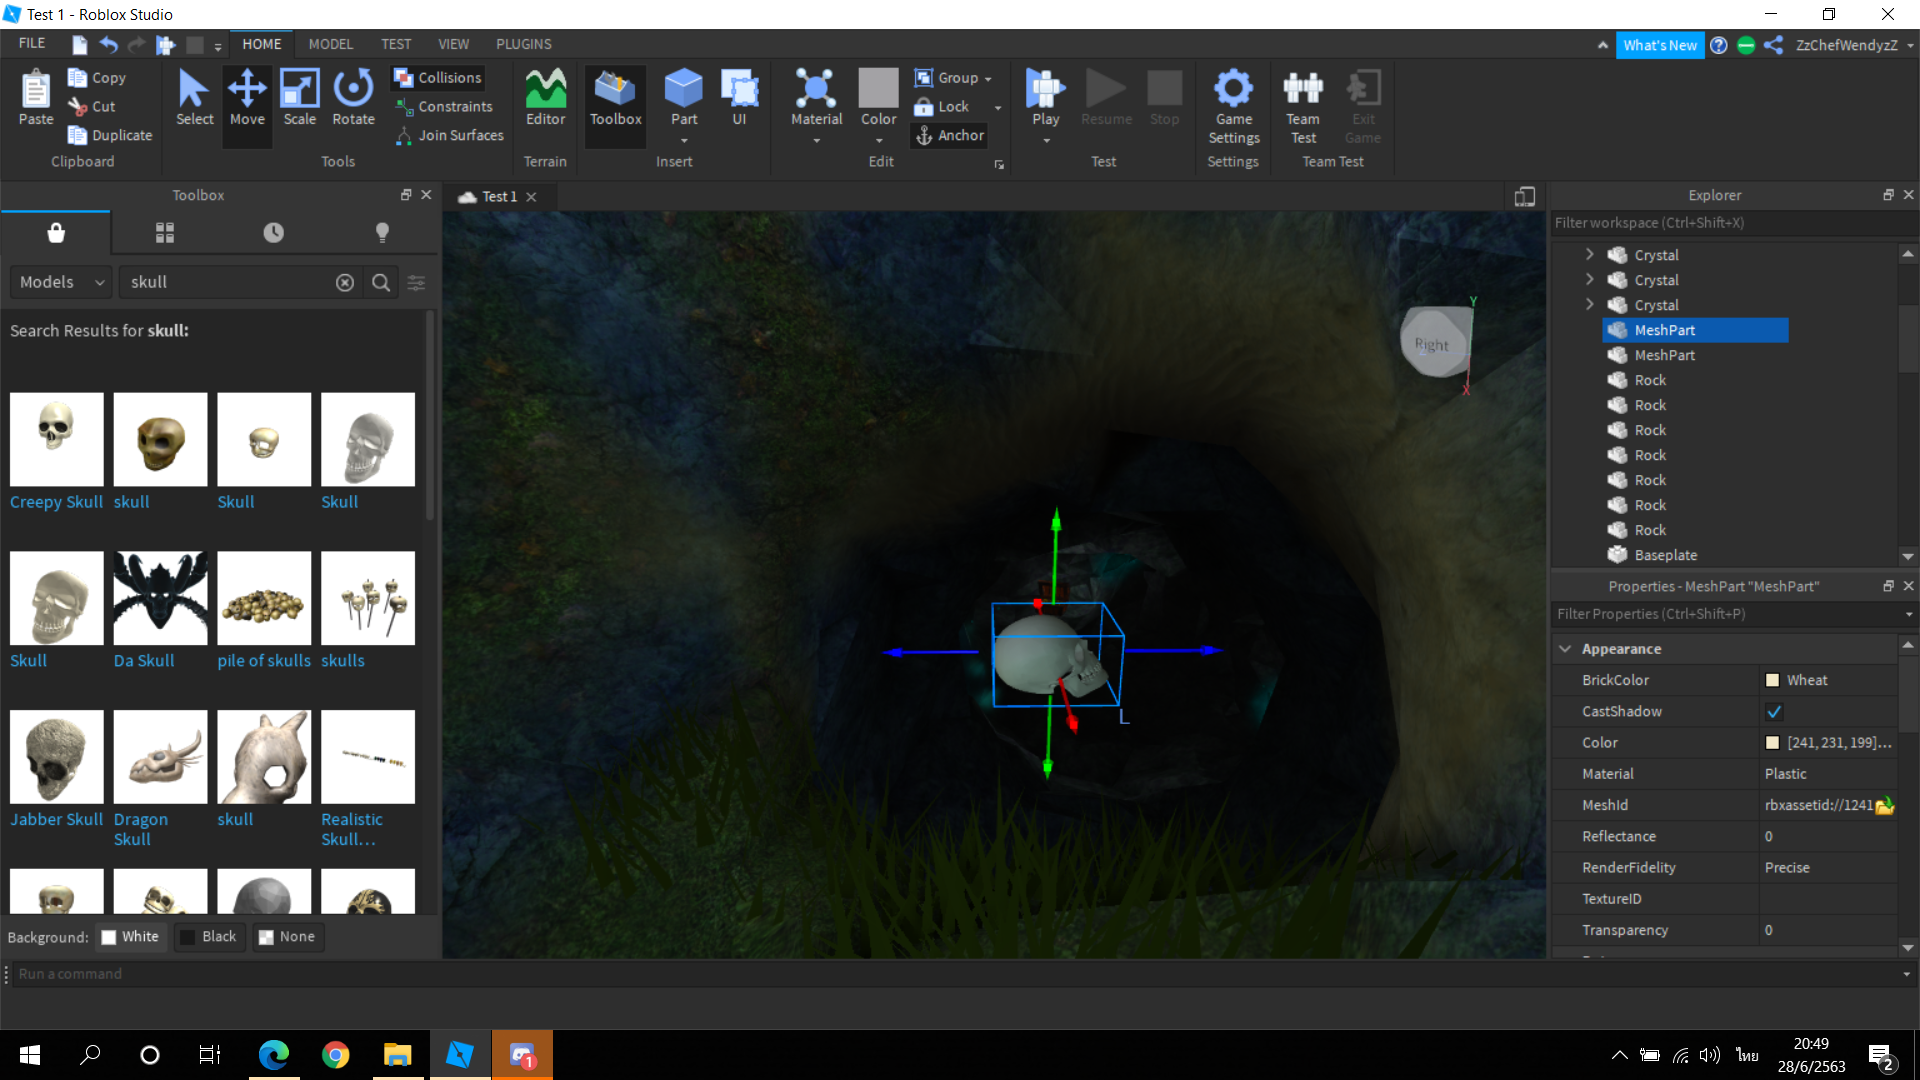 Test 1 - Roblox Studio
FILE
HOME
MODEL
TEST
VIEW
PLUGINS
What's New
ZzChefWendyzZ
Paste
Copy
Cut
Duplicate
Clipboard
Select
Move
Scale
Rotate
Collisions
Constraints
Join Surfaces
Tools
Editor
Terrain
Toolbox
Part
UI
Insert
Material
Color
Group
Lock
Anchor
Edit
Play
Resume
Stop
Test
Game
Settings
Settings
Team
Test
Exit
Game
Team Test
Toolbox
Models
skull
Search Results for skull:
Creepy Skull
skull
Skull
Skull
Skull
Da Skull
pile of skulls
skulls
Jabber Skull
Dragon
Skull
skull
Realistic
Skull...
Background:
White
Black
None
Run a command
Test 1
Right
Y
Z
X
L
Explorer
Filter workspace (Ctrl+Shift+X)
Crystal
Crystal
Crystal
MeshPart
MeshPart
Rock
Rock
Rock
Rock
Rock
Rock
Rock
Baseplate
Properties - MeshPart "MeshPart"
Filter Properties (Ctrl+Shift+P)
Appearance
BrickColor
Wheat
CastShadow
Color
[241, 231, 199]...
Material
Plastic
MeshId
rbxassetid://1241
Reflectance
0
RenderFidelity
Precise
TextureID
Transparency
0
1
ไทย
20:49
28/6/2563
2